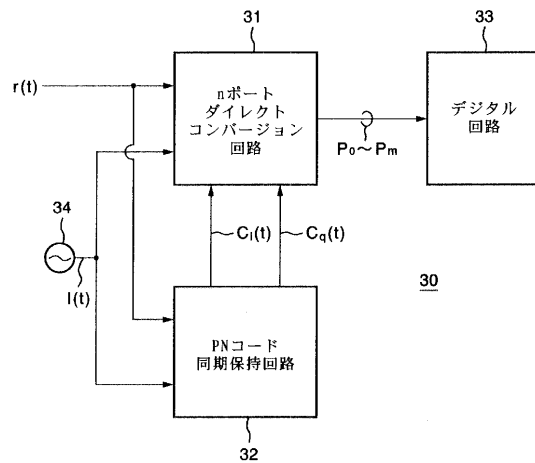 31
33
r(t)
nポート
ダイレクト
コンバージョン
回路
デジタル
回路
P0～Pm
34
Ci(t)
Cq(t)
l(t)
30
PNコード
同期保持回路
32